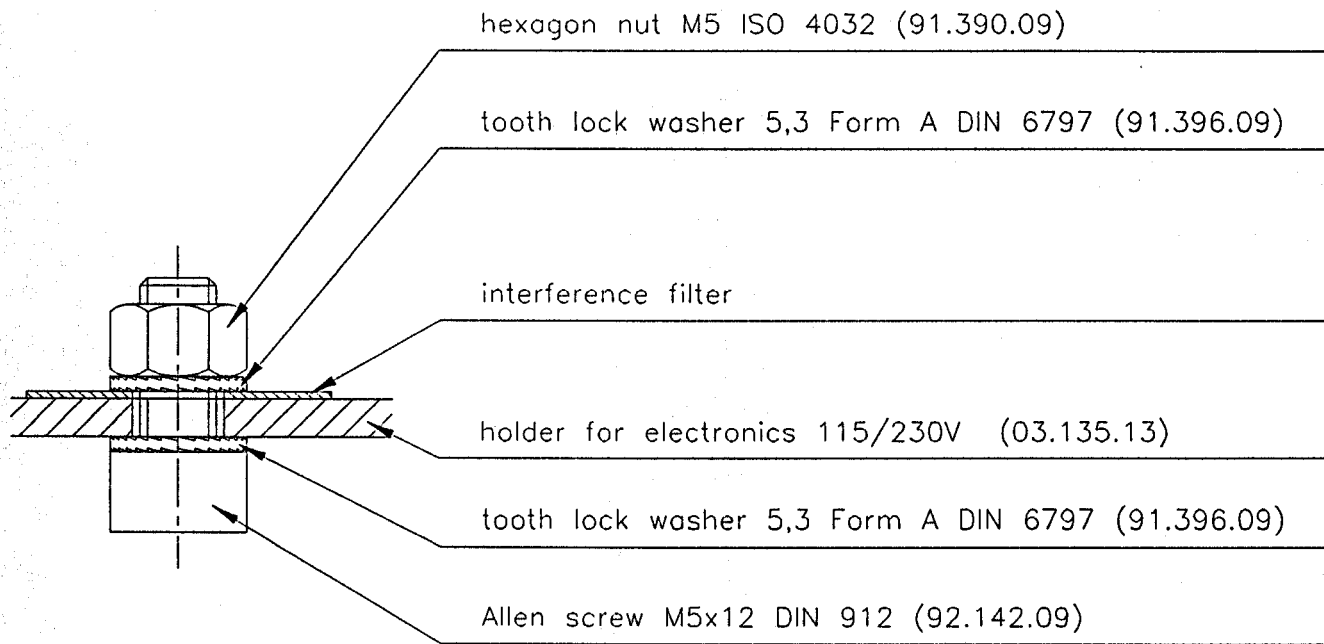 hexagon nut M5 ISO 4032 (91.390.09)
tooth lock washer 5,3 Form A DIN 6797 (91.396.09)
interference filter
holder for electronics 115/230V (03.135.13)
tooth lock washer 5,3 Form A DIN 6797 (91.396.09)
Allen screw M5x12 DIN 912 (92.142.09)